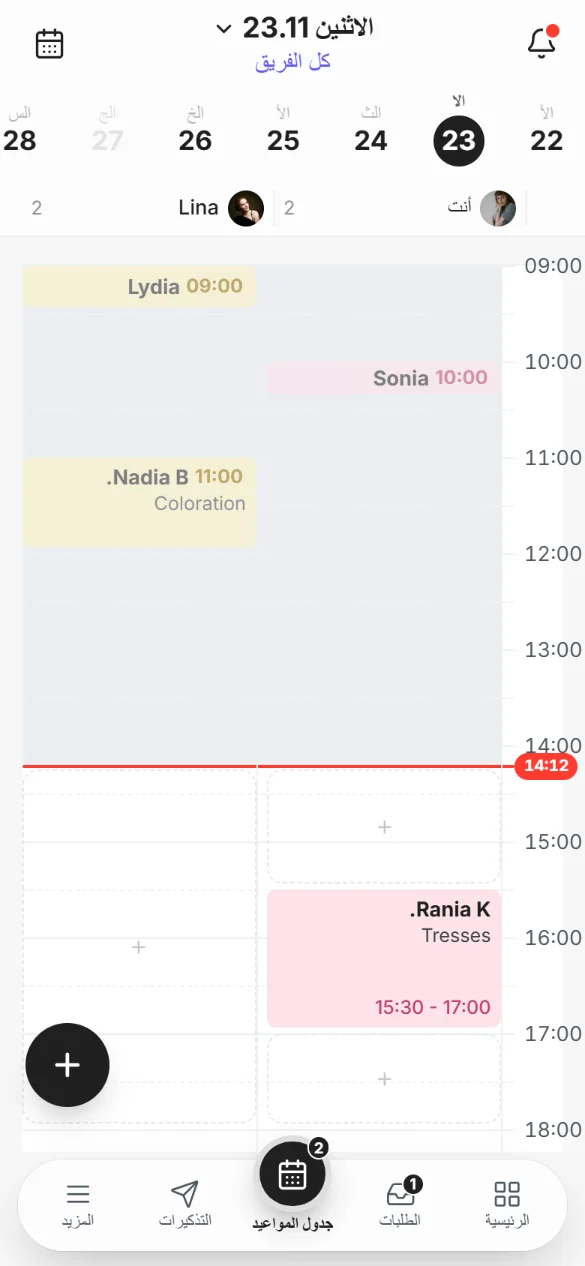 الاثنين 23.11
كل الفريق
الأ
22
الا
23
الث
24
الأ
25
الخ
26
الج
27
الس
28
أنت
2
Lina
2
09:00
10:00
11:00
12:00
13:00
14:00
14:12
15:00
16:00
17:00
18:00
10:00 Sonia
Rania K.
Tresses
15:30 - 17:00
09:00 Lydia
11:00 Nadia B.
Coloration
الرئيسية
الطلبات
1
جدول المواعيد
2
التذكيرات
المزيد